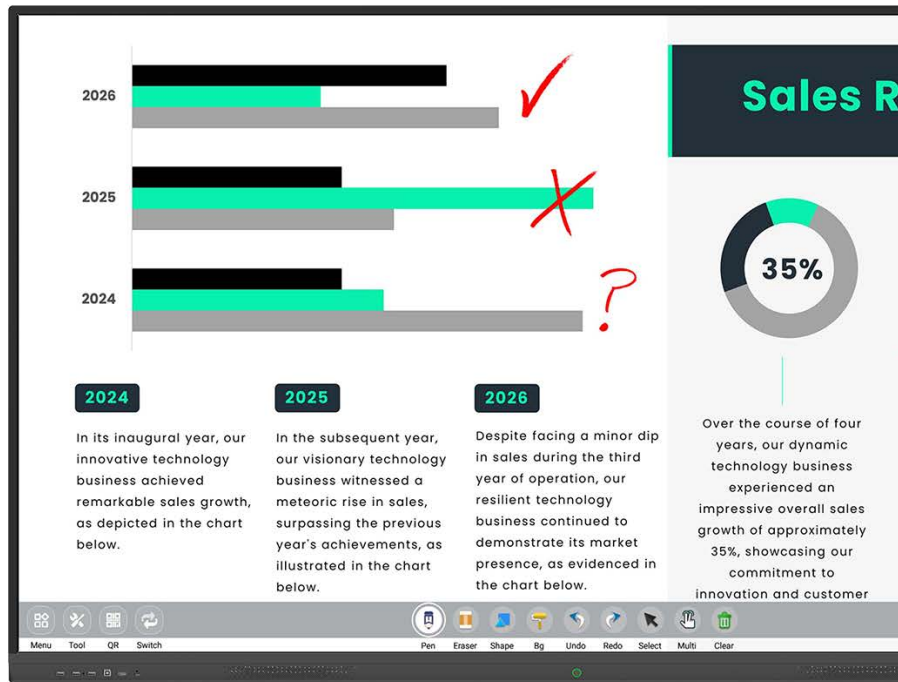 2026
2025
2024
?
Sales R
35%
2024
In its inaugural year, our
innovative technology
business achieved
remarkable sales growth,
as depicted in the chart
below.
2025
In the subsequent year,
our visionary technology
business witnessed a
meteoric rise in sales,
surpassing the previous
year's achievements, as
illustrated in the chart
below.
2026
Despite facing a minor dip
in sales during the third
year of operation, our
resilient technology
business continued to
demonstrate its market
presence, as evidenced in
the chart below.
Over the course of four
years, our dynamic
technology business
experienced an
impressive overall sales
growth of approximately
35%, showcasing our
commitment to
innovation and customer
Menu Tool QR Switch Pen Eraser Shape Bg Undo Redo Select Multi Clear